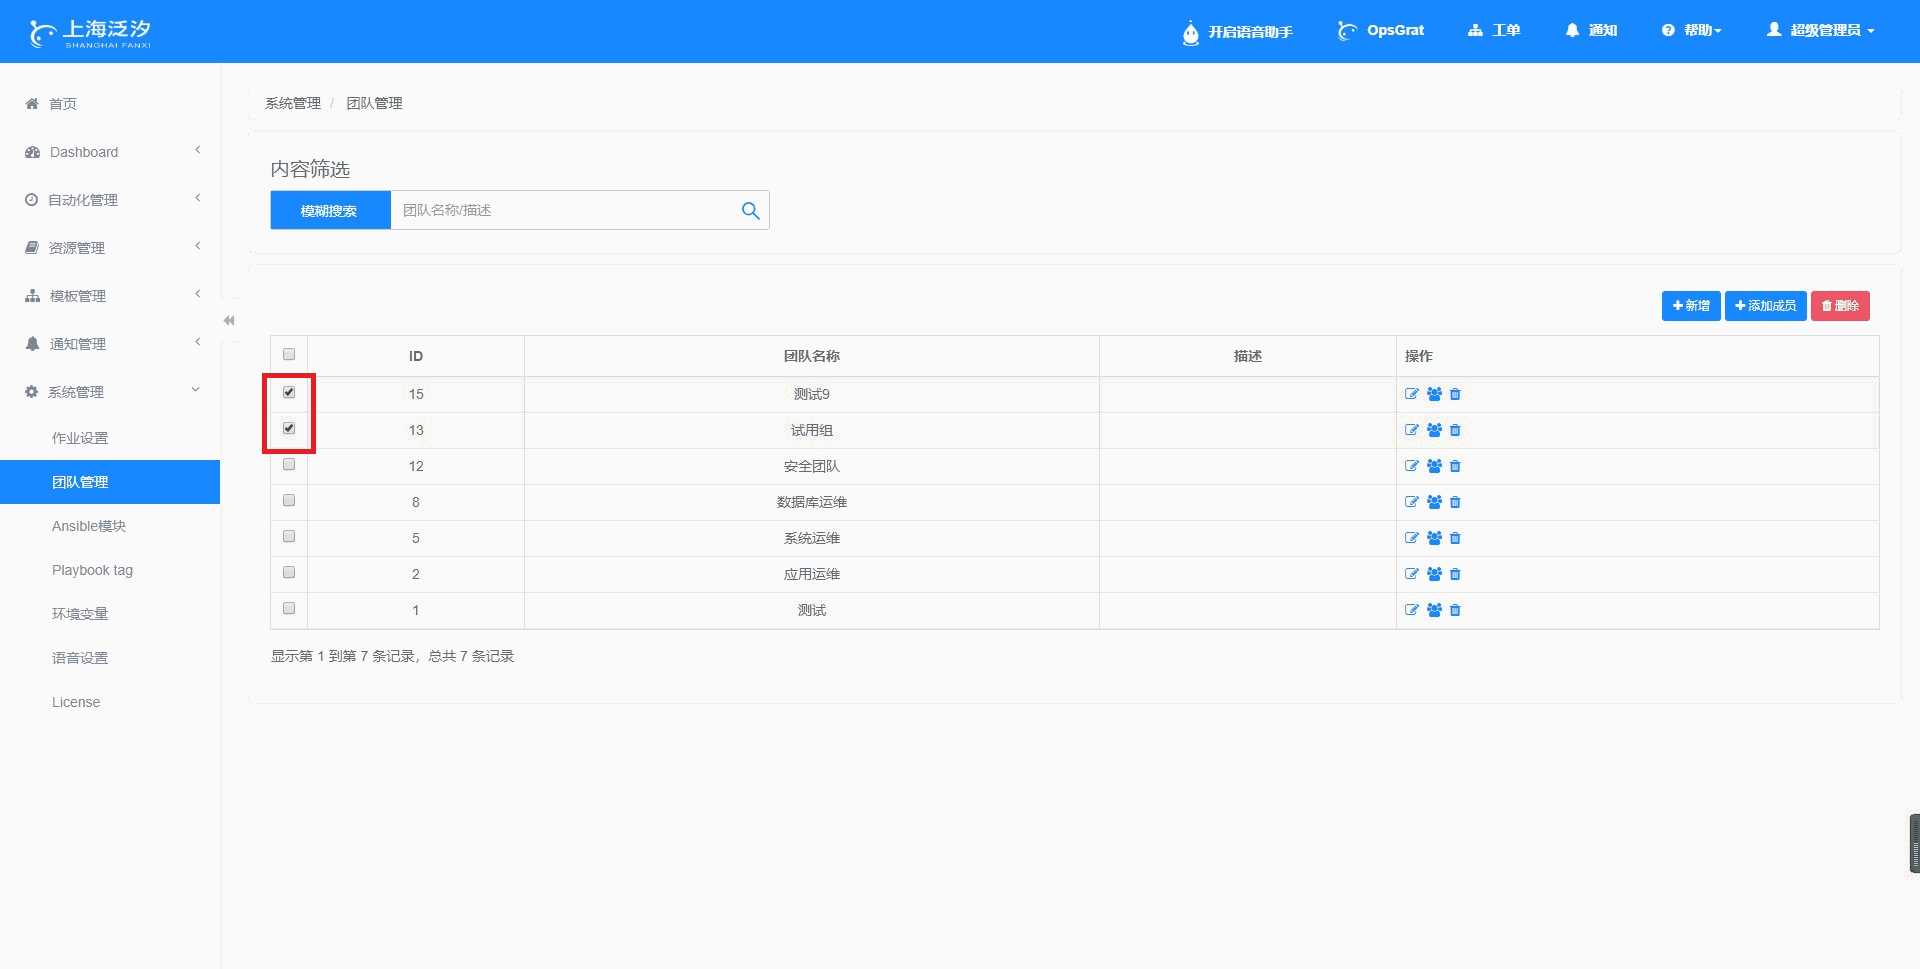 上海泛汐
SHANGHAI FANXI
开启语音助手 OpsGrat 工单 通知 帮助 超级管理员
首页
Dashboard
自动化管理
资源管理
模板管理
通知管理
系统管理
作业设置
团队管理
Ansible模块
Playbook tag
环境变量
语音设置
License
系统管理 / 团队管理
内容筛选
模糊搜索 团队名称/描述
新增 添加成员 删除
ID 团队名称 描述 操作
15 测试9
13 试用组
12 安全团队
8 数据库运维
5 系统运维
2 应用运维
1 测试
显示第 1 到第 7 条记录，总共 7 条记录